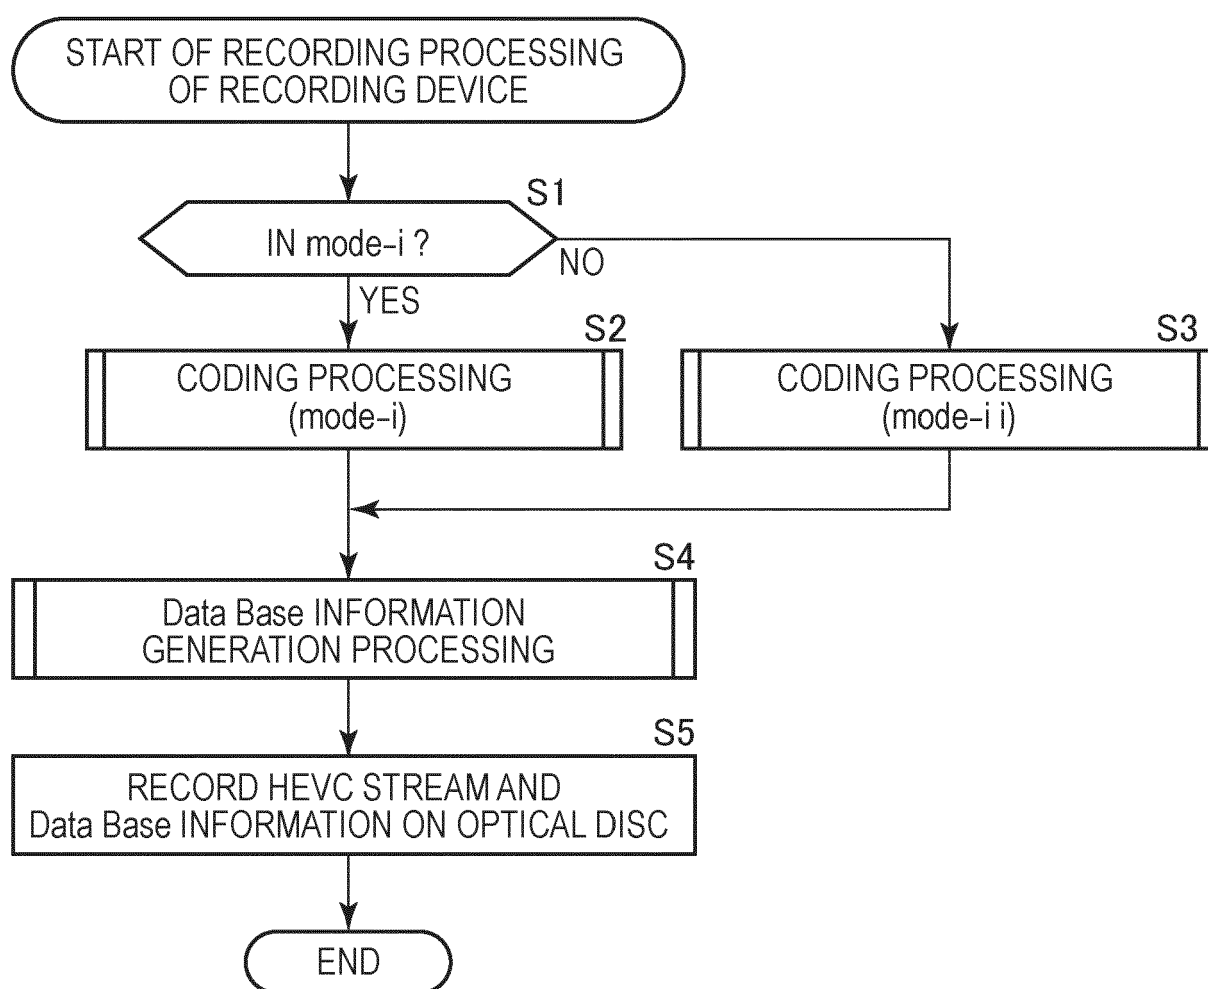 START OF RECORDING PROCESSING
OF RECORDING DEVICE
S1
IN mode-i ?
NO
YES
S2
CODING PROCESSING
(mode-i)
S3
CODING PROCESSING
(mode-i i)
S4
Data Base INFORMATION
GENERATION PROCESSING
S5
RECORD HEVC STREAM AND
Data Base INFORMATION ON OPTICAL DISC
END